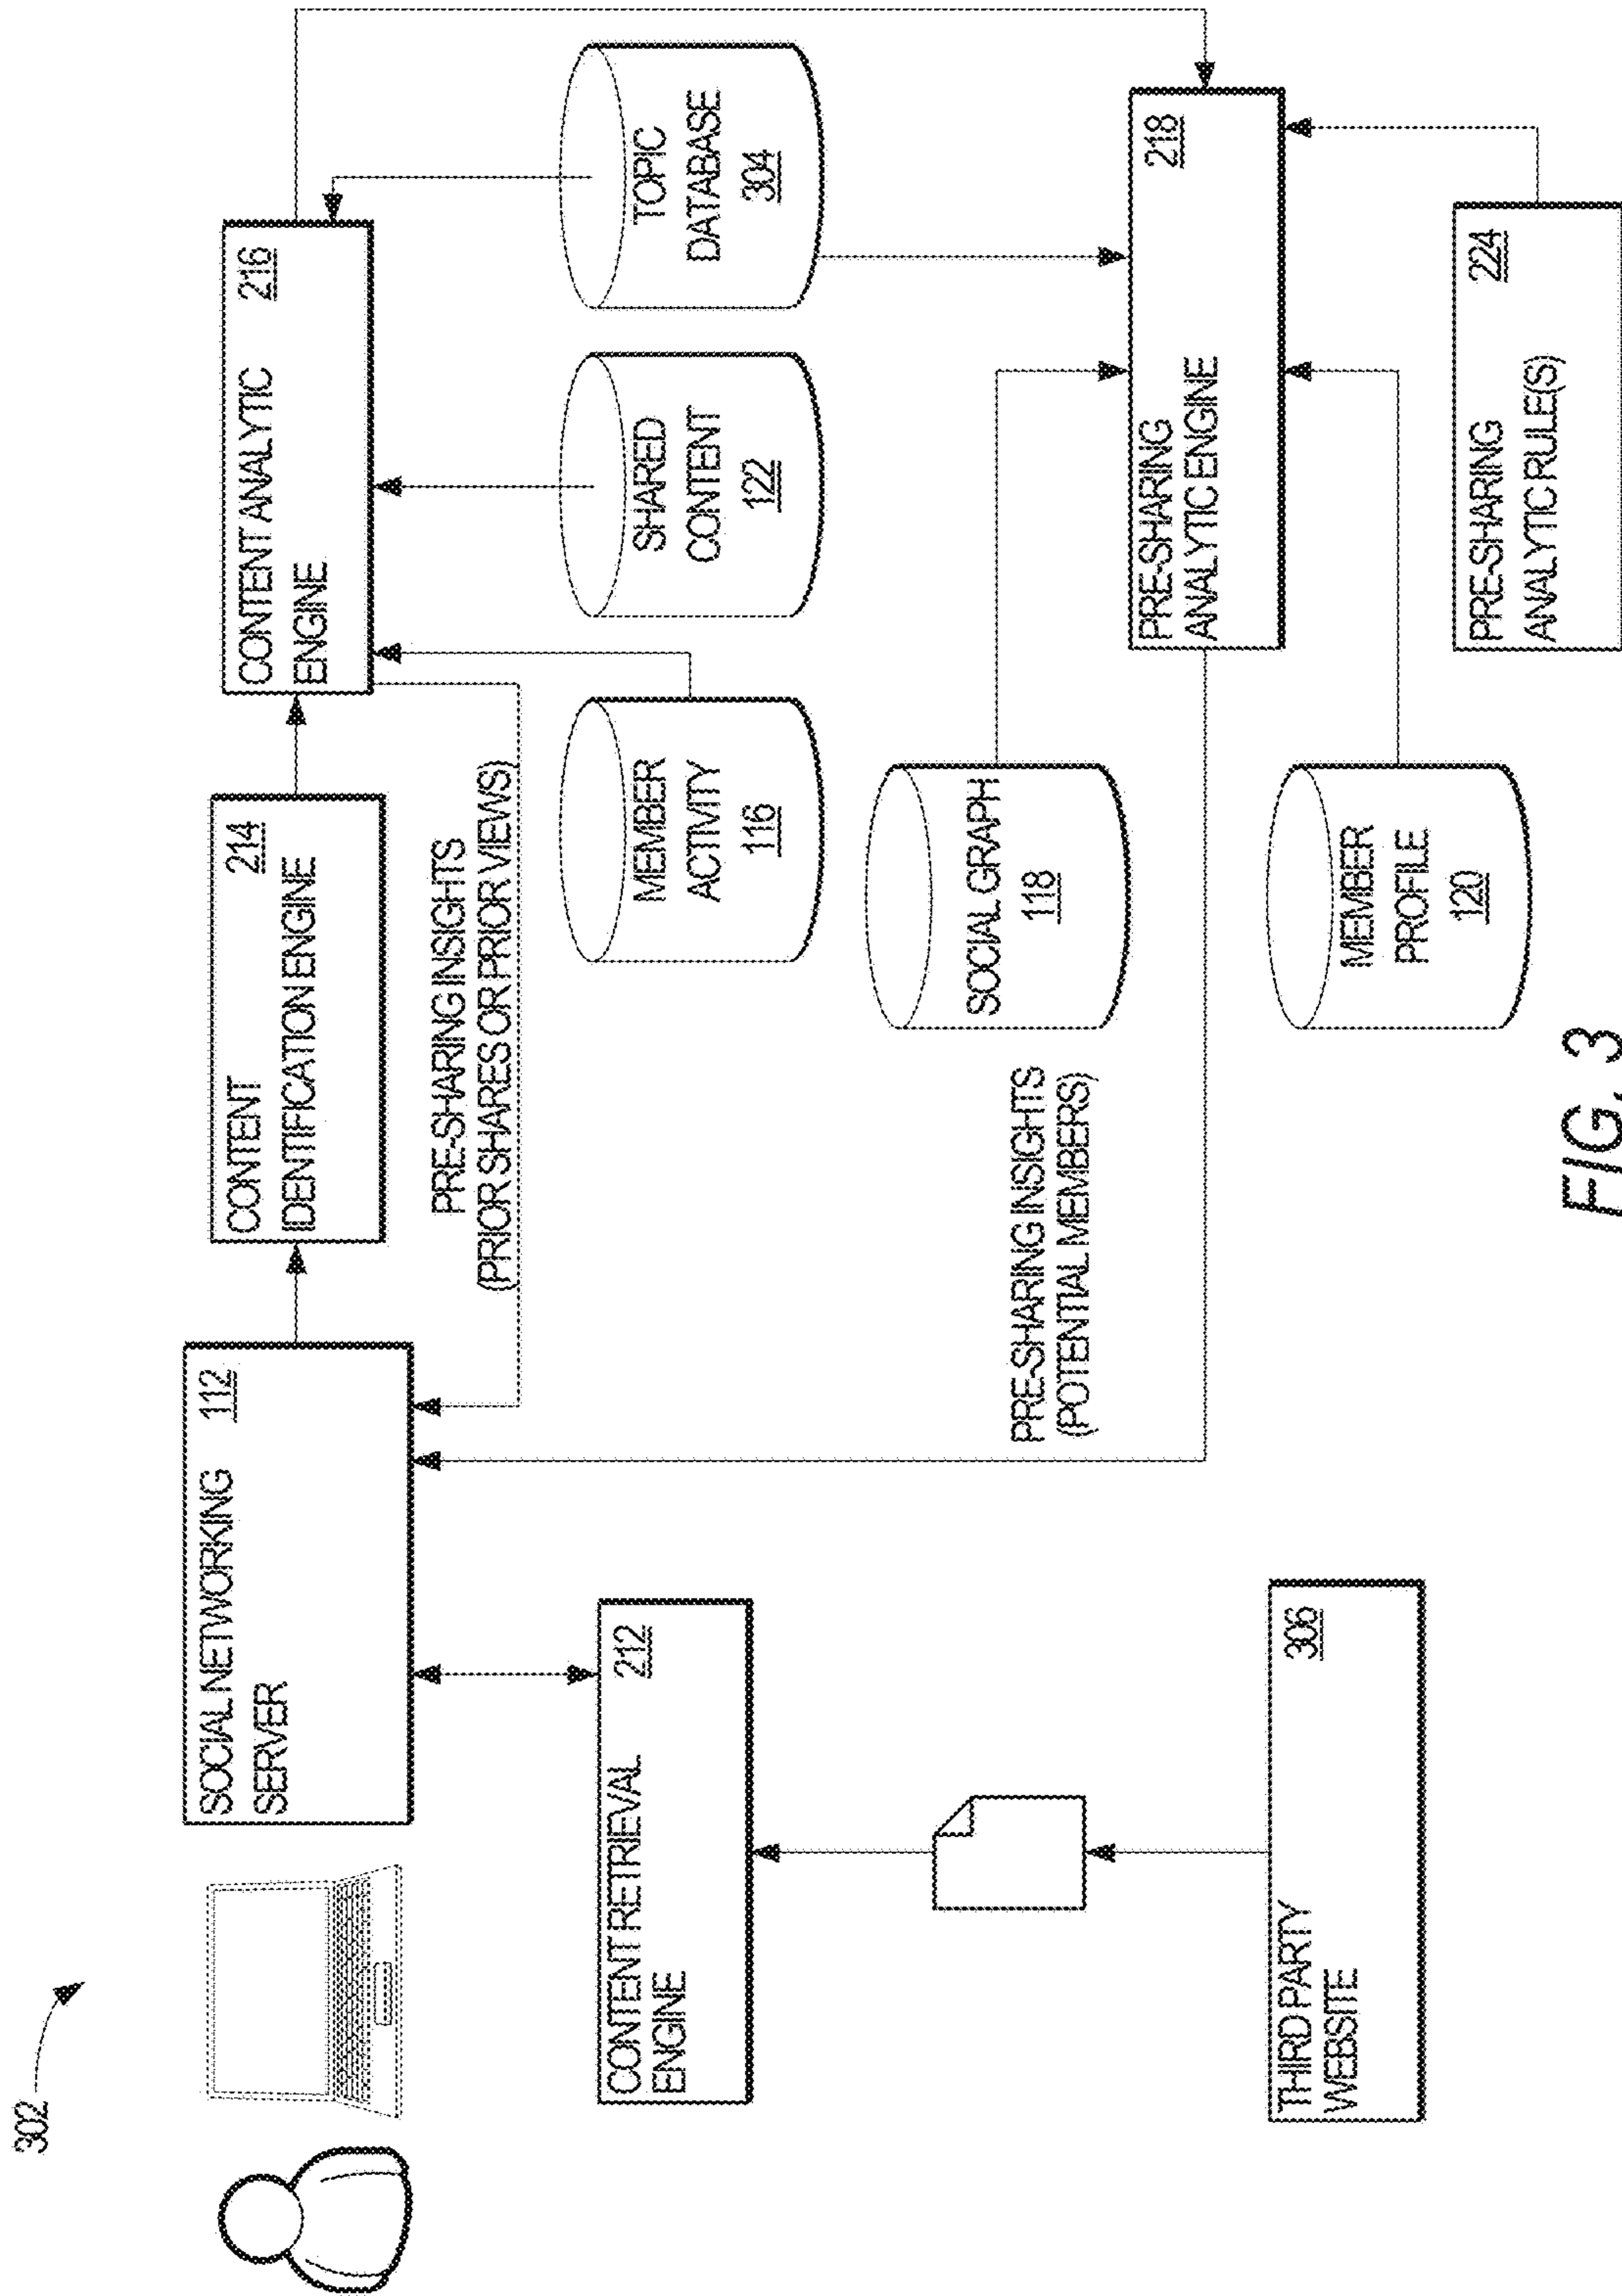 302
SOCIAL NETWORKING 112
SERVER
CONTENT 214
IDENTIFICATION ENGINE
CONTENT ANALYTIC 216
ENGINE
PRE-SHARING INSIGHTS
(PRIOR SHARES OR PRIOR VIEWS)
CONTENT RETRIEVAL 212
ENGINE
MEMBER
ACTIVITY
116
SHARED
CONTENT
122
TOPIC
DATABASE
304
SOCIAL GRAPH
118
PRE-SHARING INSIGHTS
(POTENTIAL MEMBERS)
PRE-SHARING 218
ANALYTIC ENGINE
THIRD PARTY 306
WEBSITE
MEMBER
PROFILE
120
PRE-SHARING 224
ANALYTIC RULE(S)
FIG. 3